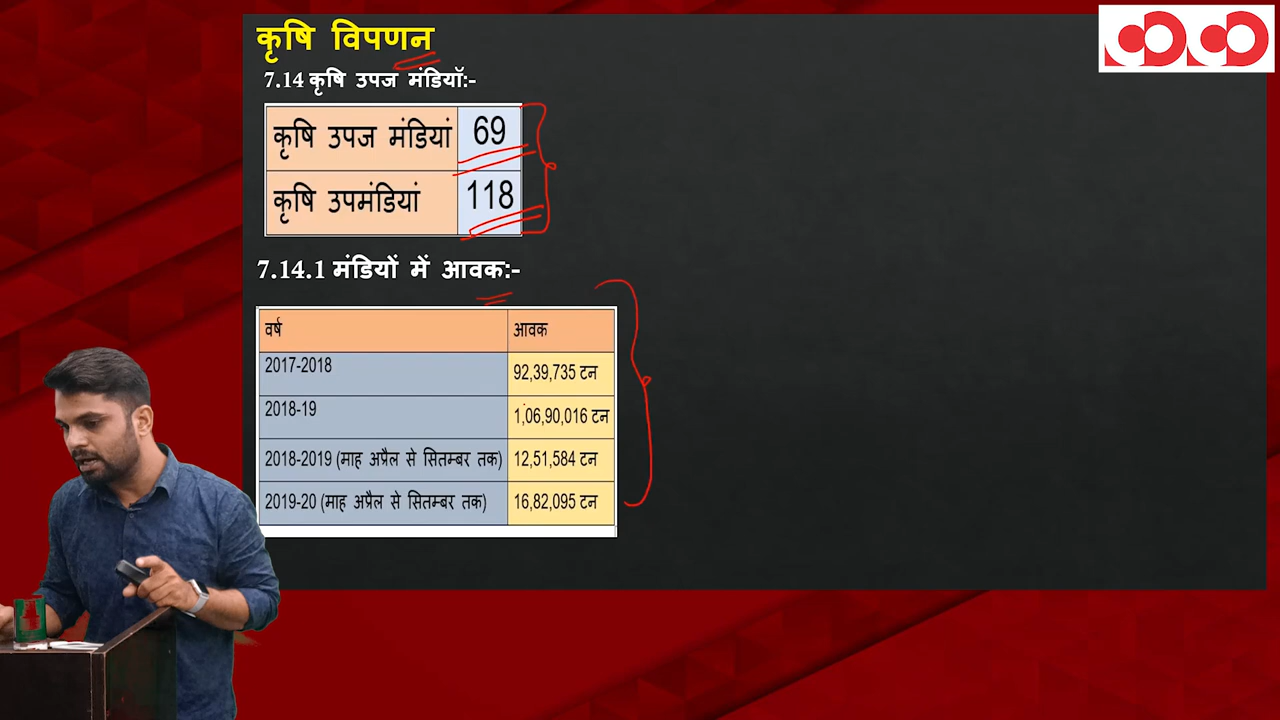 कृषि विपणन
7.14 कृषि उपज मंडियाॅ:-
कृषि उपज मंडियां 69
कृषि उपमंडियां 118
7.14.1 मंडियों में आवक:-
वर्ष आवक
2017-2018 92,39,735 टन
2018-19 1,06,90,016 टन
2018-2019 (माह अप्रैल से सितम्बर तक) 12,51,584 टन
2019-20 (माह अप्रैल से सितम्बर तक) 16,82,095 टन